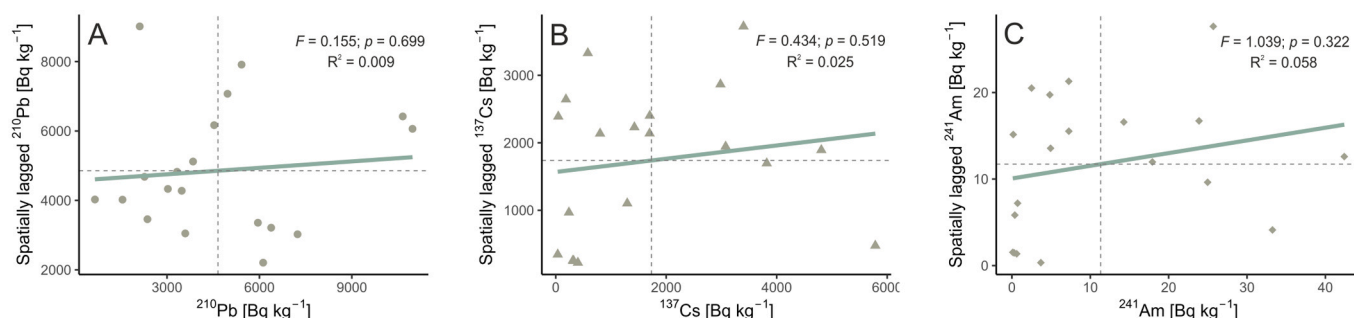 A
F = 0.155; p = 0.699
R² = 0.009
Spatially lagged ²¹⁰Pb [Bq kg⁻¹]
8000
6000
4000
2000
3000 6000 9000
²¹⁰Pb [Bq kg⁻¹]
B
F = 0.434; p = 0.519
R² = 0.025
Spatially lagged ¹³⁷Cs [Bq kg⁻¹]
3000
2000
1000
0 2000 4000 6000
¹³⁷Cs [Bq kg⁻¹]
C
F = 1.039; p = 0.322
R² = 0.058
Spatially lagged ²⁴¹Am [Bq kg⁻¹]
20
10
0
0 10 20 30 40
²⁴¹Am [Bq kg⁻¹]